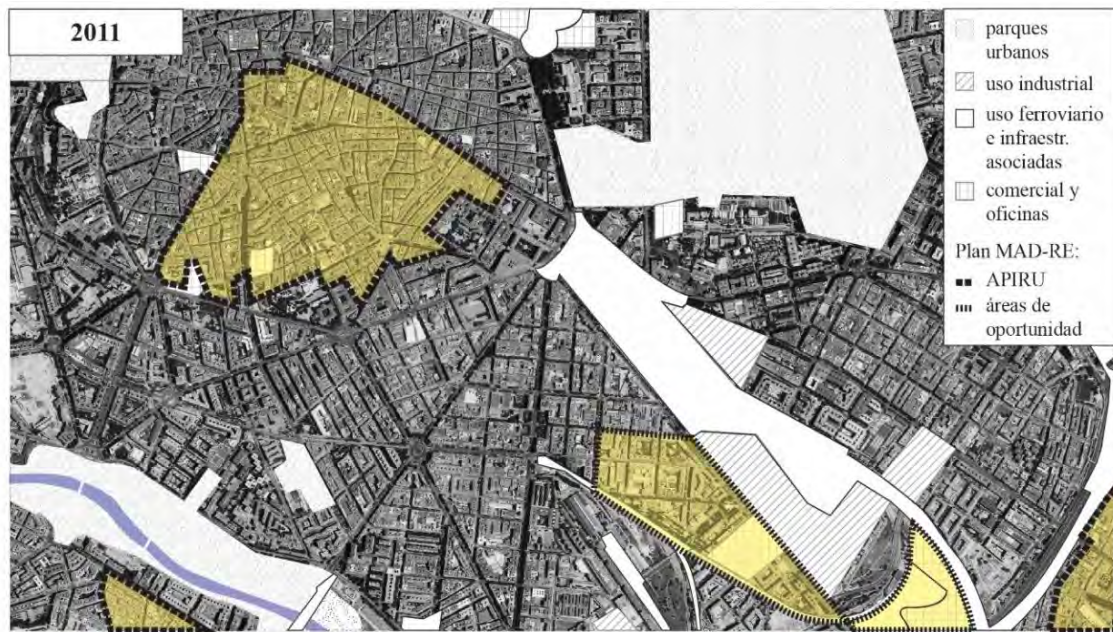 2011
parques
urbanos
uso industrial
uso ferroviario
e infraestr.
asociadas
comercial y
oficinas
Plan MAD-RE:
APIRU
áreas de
oportunidad